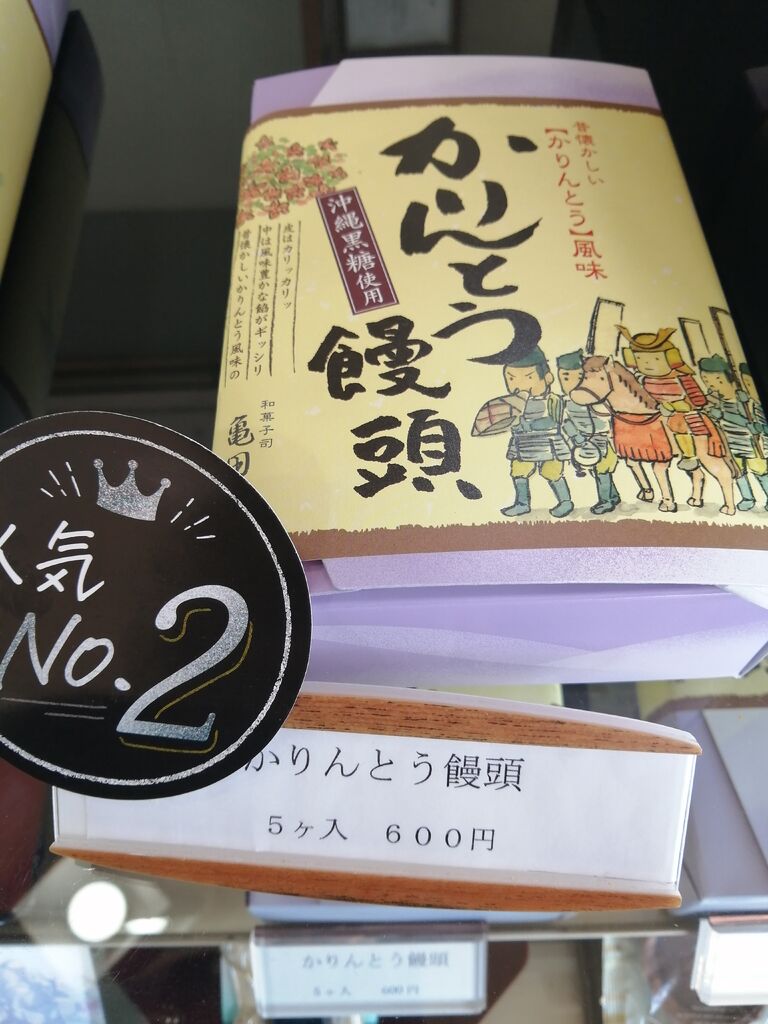 昔懐かしい
【かりんとう】風味
かりんとう
饅頭
沖縄黒糖使用
皮はカリッカリッ
中は風味豊かな餡がギッシリ
昔懐かしいかりんとう風味の
和菓子司
亀田
人気
No.2
かりんとう饅頭
5ヶ入 600円
かりんとう饅頭
5ヶ入 600円